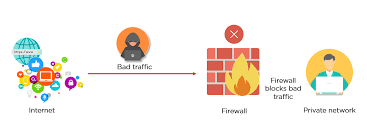 Bad traffic
Firewall
blocks bad
traffic
Internet
Firewall
Private network